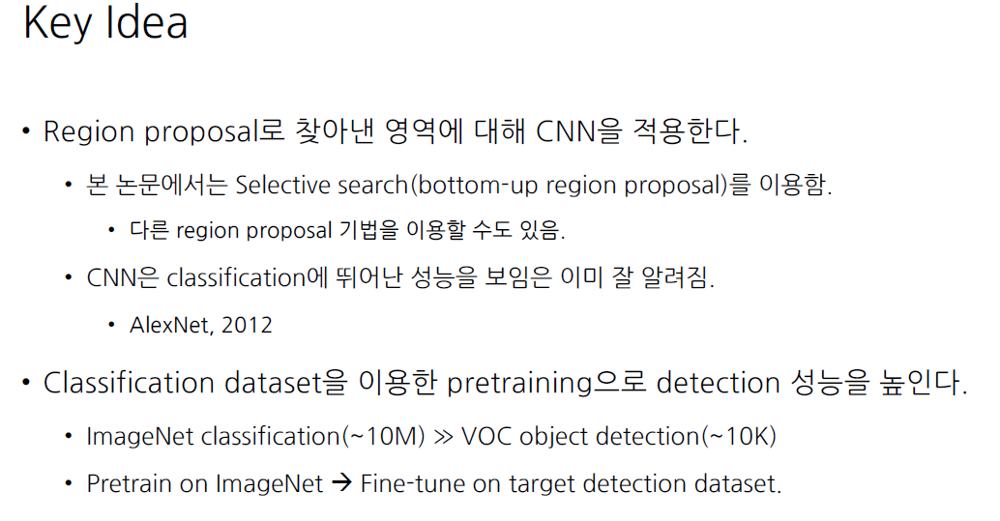 Key Idea
• Region proposal로 찾아낸 영역에 대해 CNN을 적용한다.
• 본 논문에서는 Selective search(bottom-up region proposal)를 이용함.
• 다른 region proposal 기법을 이용할 수도 있음.
• CNN은 classification에 뛰어난 성능을 보임은 이미 잘 알려짐.
• AlexNet, 2012
• Classification dataset을 이용한 pretraining으로 detection 성능을 높인다.
• ImageNet classification(~10M) ≫ VOC object detection(~10K)
• Pretrain on ImageNet → Fine-tune on target detection dataset.